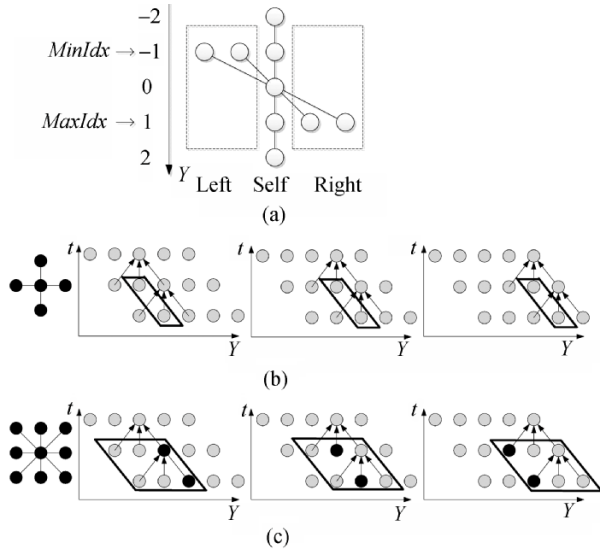 −2
MinIdx → −1
0
MaxIdx → 1
2
Y
Left Self Right
(a)
t t t
Y Y Y
(b)
t t t
Y Y Y
(c)